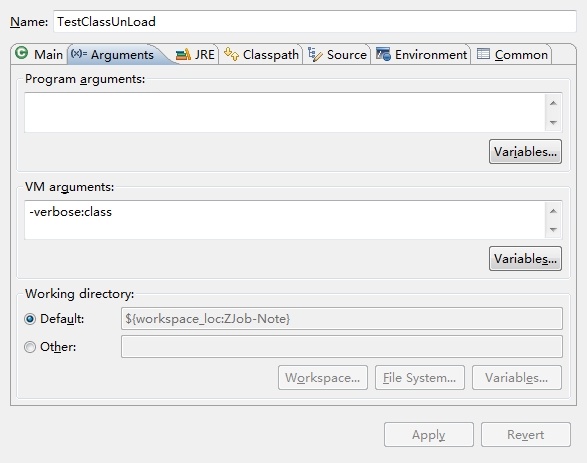 Name: TestClassUnLoad
Main (x)= Arguments JRE Classpath Source Environment Common
Program arguments:
Variables...
VM arguments:
-verbose:class
Variables...
Working directory:
Default: ${workspace_loc:ZJob-Note}
Other:
Workspace... File System... Variables...
Apply Revert